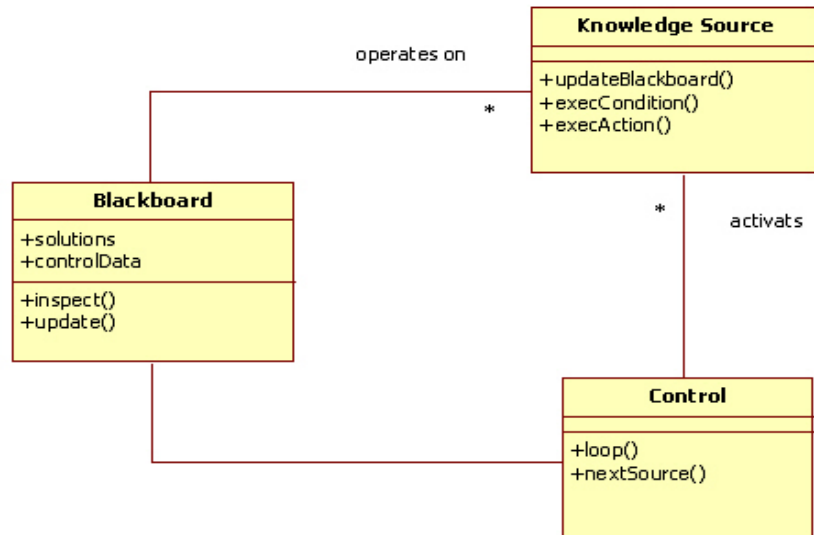 Knowledge Source
operates on
+updateBlackboard()
+execCondition()
+execAction()
*
Blackboard
+solutions
+controlData
+inspect()
+update()
*
activats
Control
+loop()
+nextSource()